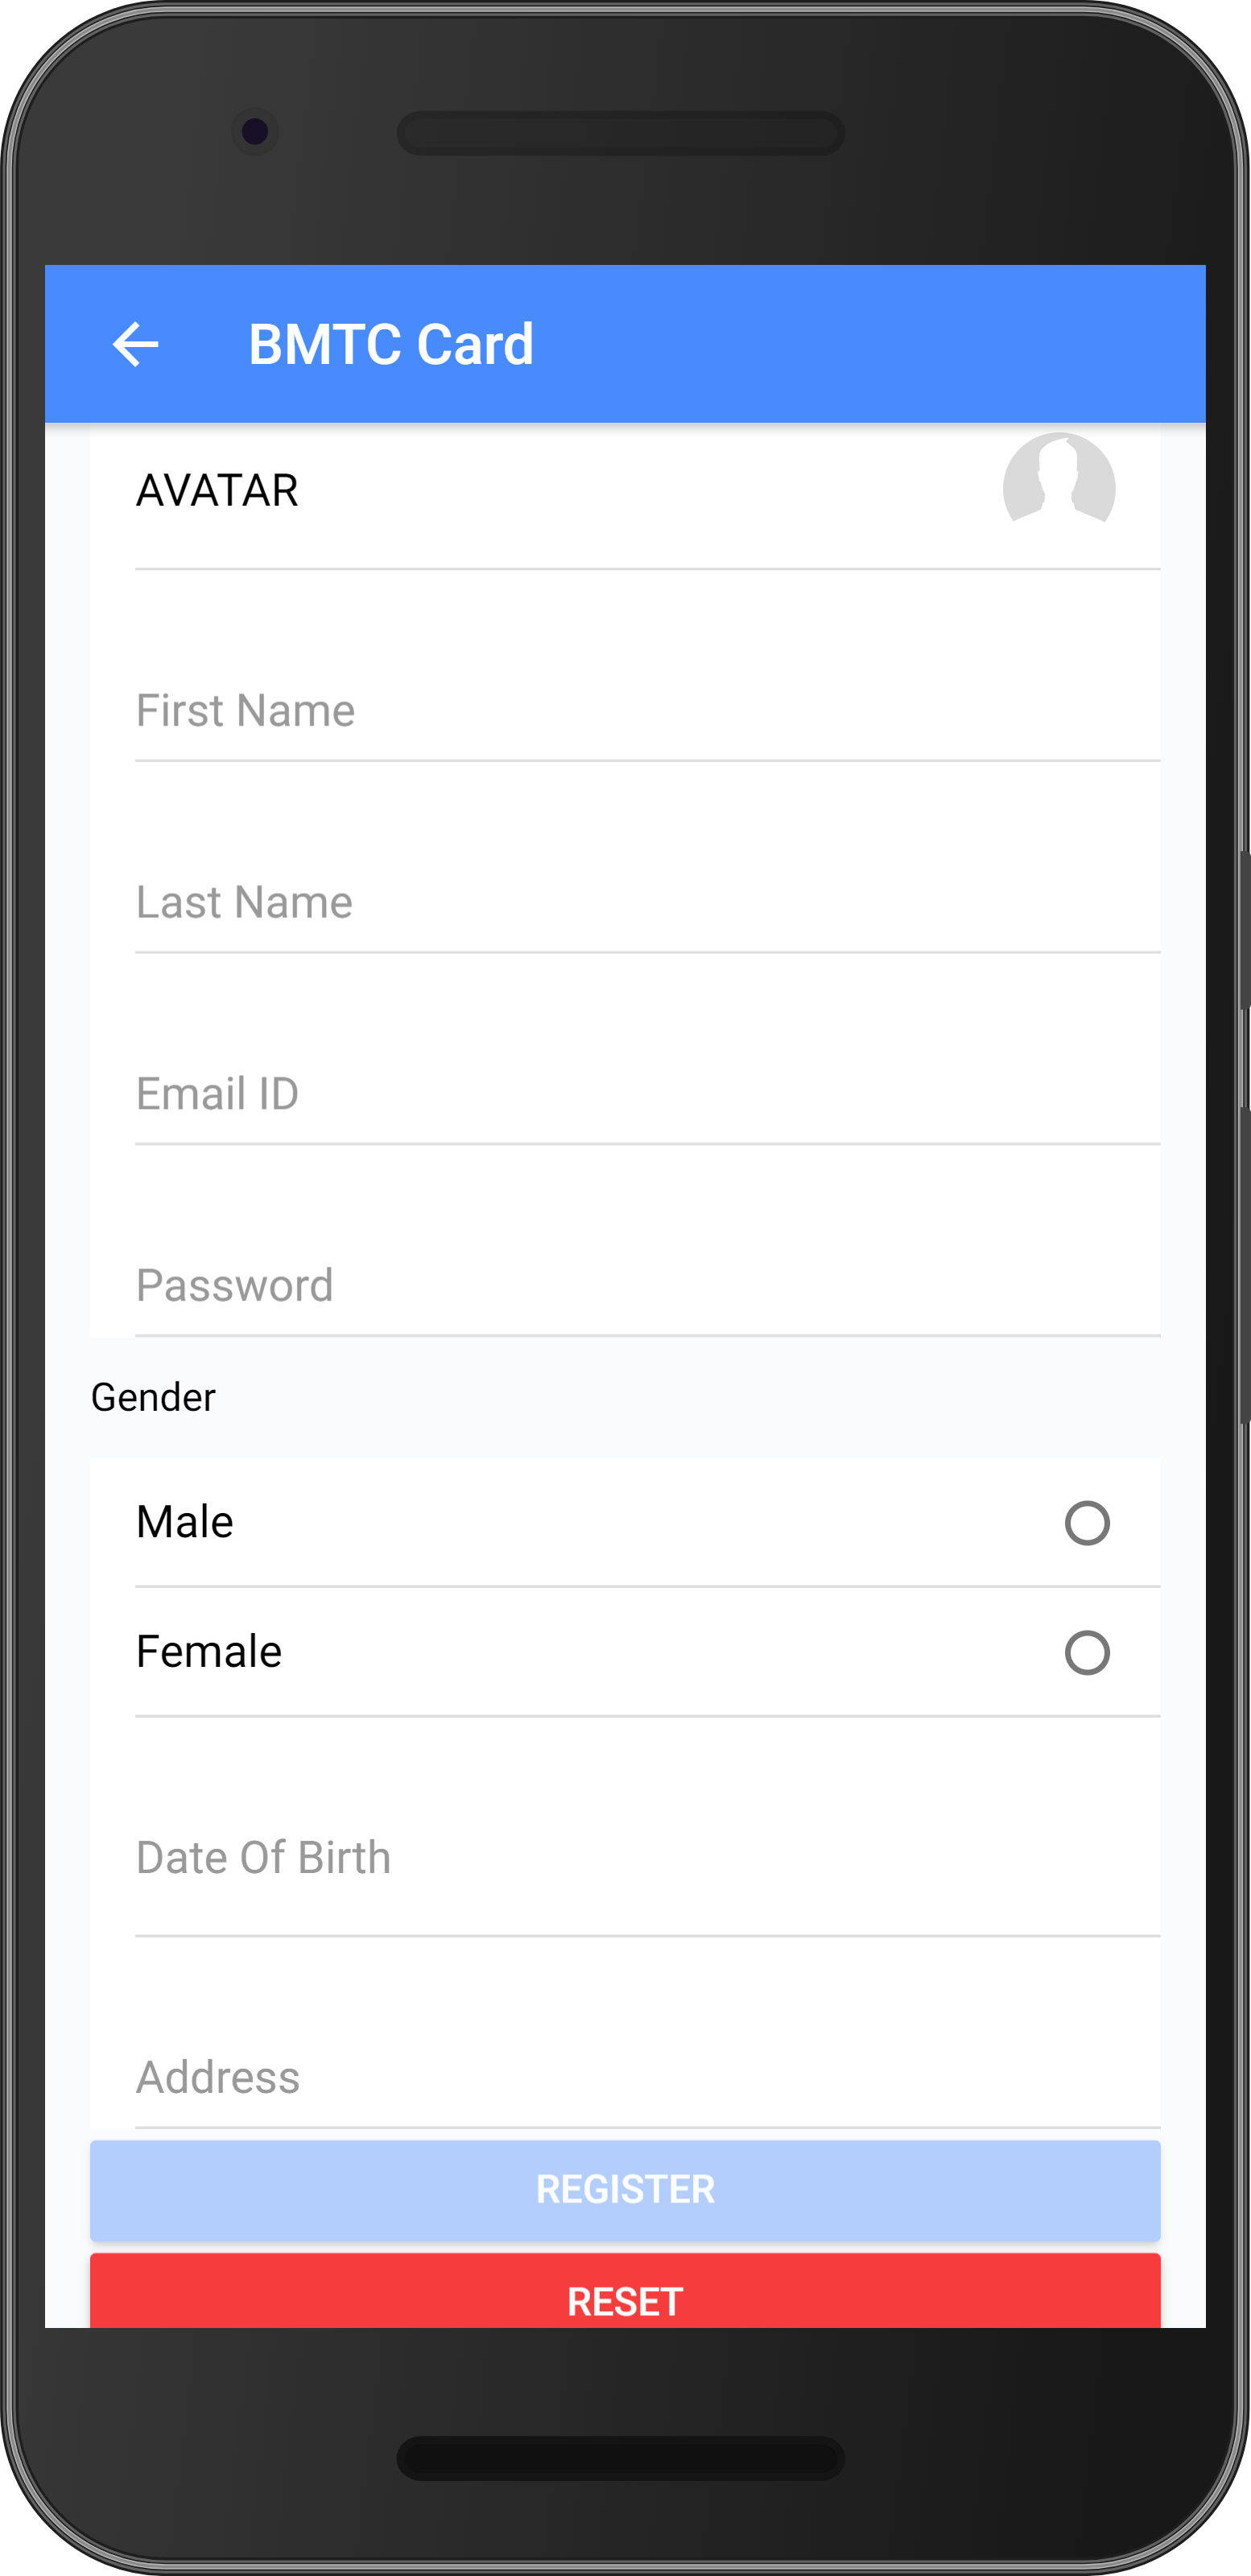 BMTC Card
AVATAR
First Name
Last Name
Email ID
Password
Gender
Male
Female
Date Of Birth
Address
REGISTER
RESET